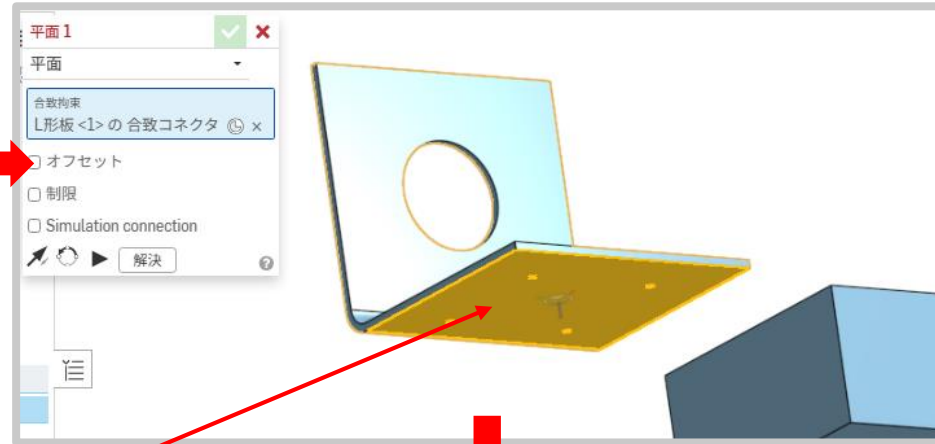 平面 1
平面
合致拘束
L形板 <1> の 合致コネクタ
オフセット
制限
Simulation connection
解決